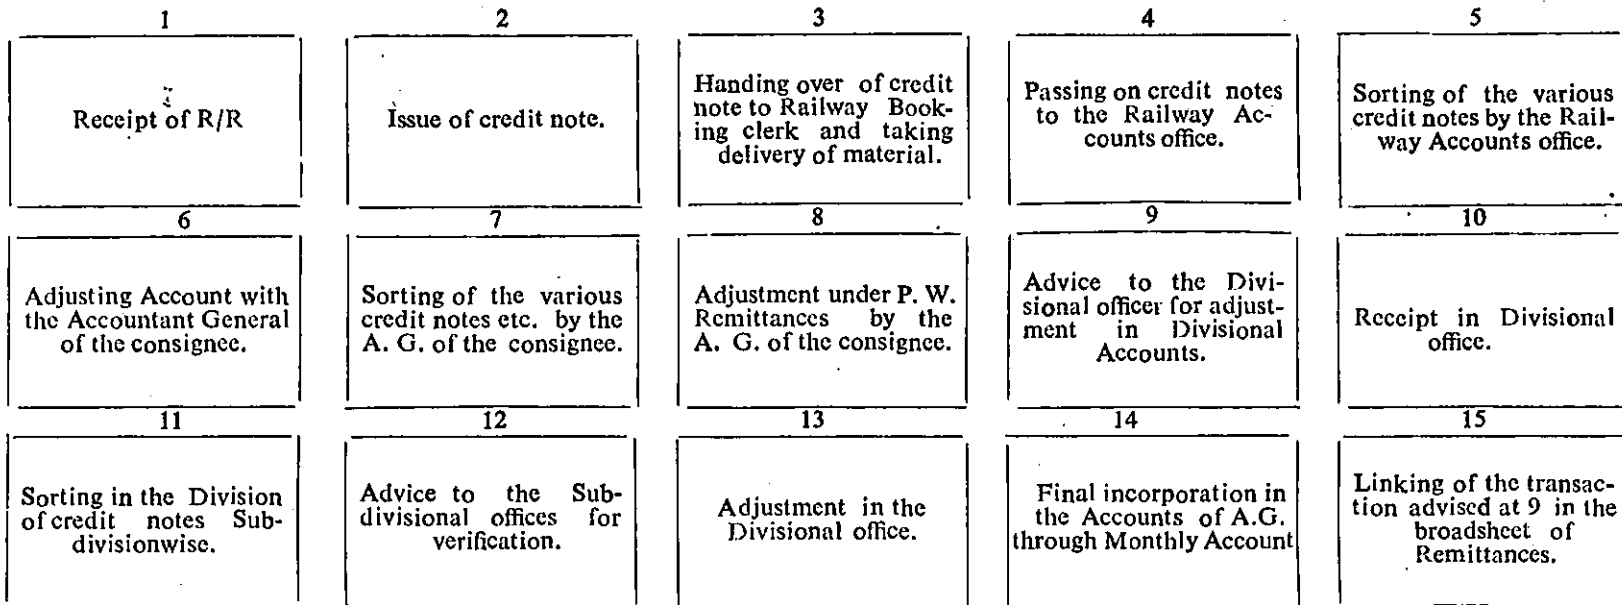 1
Receipt of R/R
2
Issue of credit note.
3
Handing over of credit
note to Railway Book-
ing clerk and taking
delivery of material.
4
Passing on credit notes
to the Railway Ac-
counts office.
5
Sorting of the various
credit notes by the Rail-
way Accounts office.
6
Adjusting Account with
the Accountant General
of the consignee.
7
Sorting of the various
credit notes etc. by the
A. G. of the consignee.
8
Adjustment under P. W.
Remittances by the
A. G. of the consignee.
9
Advice to the Divi-
sional officer for adjust-
ment in Divisional
Accounts.
10
Receipt in Divisional
office.
11
Sorting in the Division
of credit notes Sub-
divisionwise.
12
Advice to the Sub-
divisional offices for
verification.
13
Adjustment in the
Divisional office.
14
Final incorporation in
the Accounts of A.G.
through Monthly Account
15
Linking of the transac-
tion advised at 9 in the
broadsheet of
Remittances.